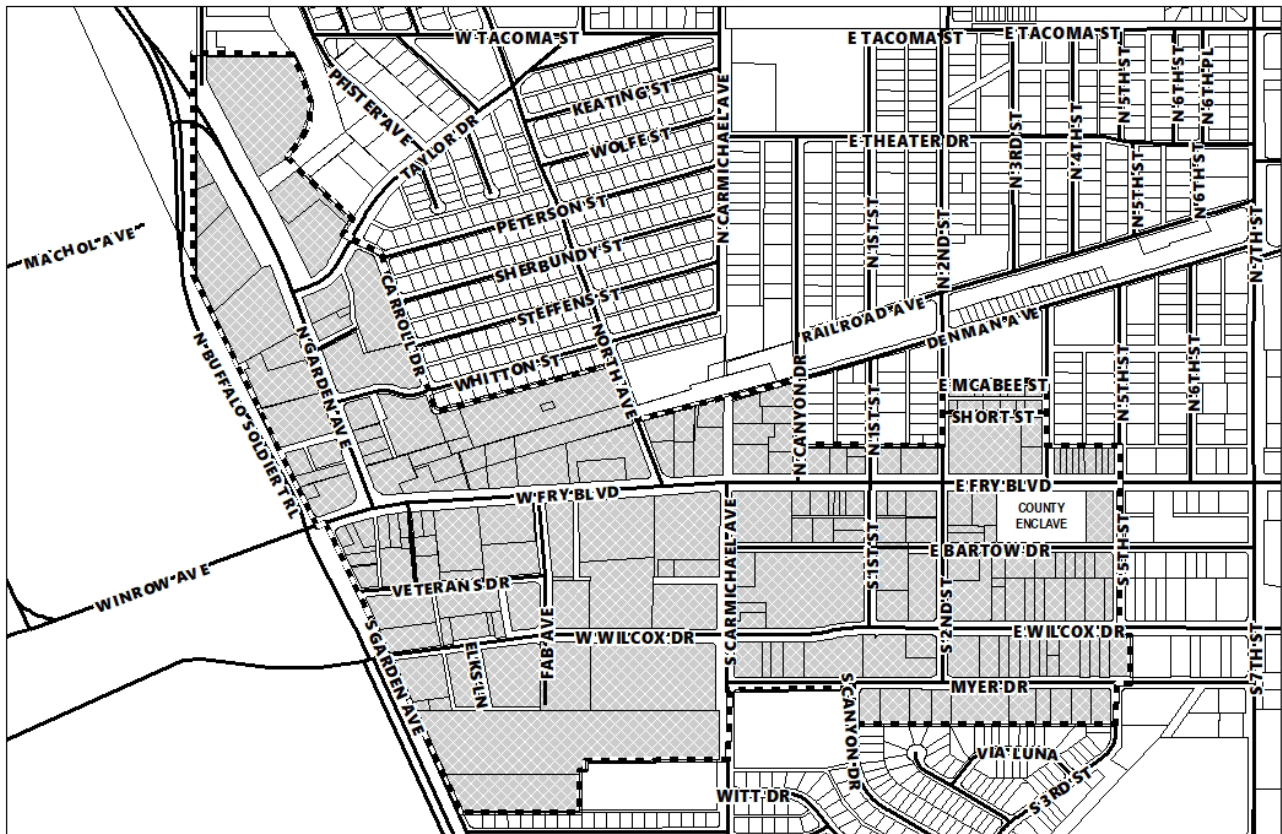 W TACOMA ST
E TACOMA ST
E TACOMA ST
N 5TH ST
N 6TH ST
N 6TH PL
PFISTER AVE
TAYLOR DR
KEATING ST
WOLFE ST
N CARMICHAEL AVE
E THEATER DR
N 3RD ST
N 4TH ST
N 5TH ST
N 6TH ST
PETERSON ST
N 1ST ST
N 2ND ST
N 7TH ST
MACHOL AVE
SHERBUNDY ST
CARROLL DR
STEFFENS ST
RAILROAD AVE
DENMAN AVE
N BUFFALO SOLDIER TRL
N GARDEN AVE
WHITTON ST
NORTH AVE
N CANYON DR
N 1ST ST
E MCABEE ST
SHORT ST
N 5TH ST
N 6TH ST
W FRY BLVD
E FRY BLVD
COUNTY
ENCLAVE
S CARMICHAEL AVE
S 1ST ST
E BARTOW DR
S 5TH ST
WINROW AVE
VETERANS DR
FAB AVE
S 2ND ST
W WILCOX DR
E WILCOX DR
S GARDEN AVE
ELKS LN
S CANYON DR
MYER DR
S 7TH ST
VIA LUNA
WITT DR
S 3RD ST